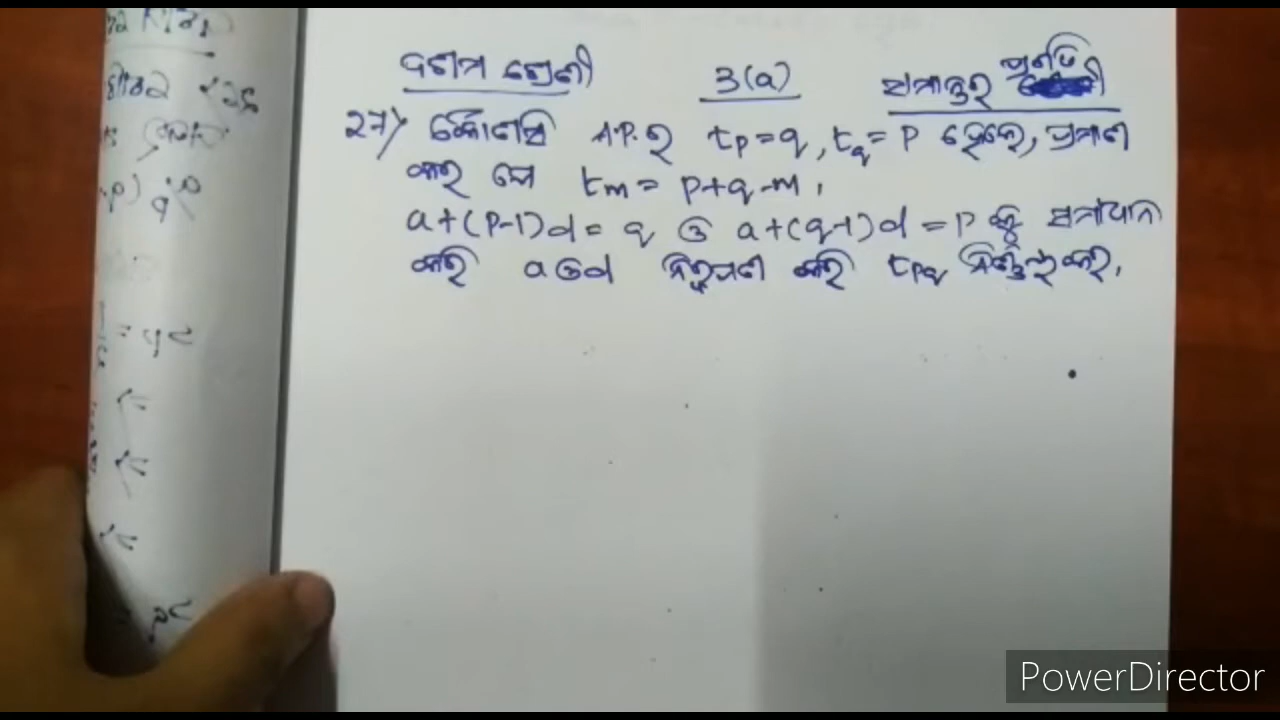 ଦଶମ ଶ୍ରେଣୀ 3(a) ସମାନ୍ତର ପ୍ରଗତି
27) କୌଣସି A.P. ର tp = q, tq = P ହେଲେ, ପ୍ରମାଣ
କର ଯେ tm = p+q-m.
a+(P-1)d = q ଓ a+(q-1)d = P କୁ ସମାଧାନ
କରି a ଓ d ନିରୂପଣ କରି tpq ନିର୍ଣ୍ଣୟ କର.
PowerDirector